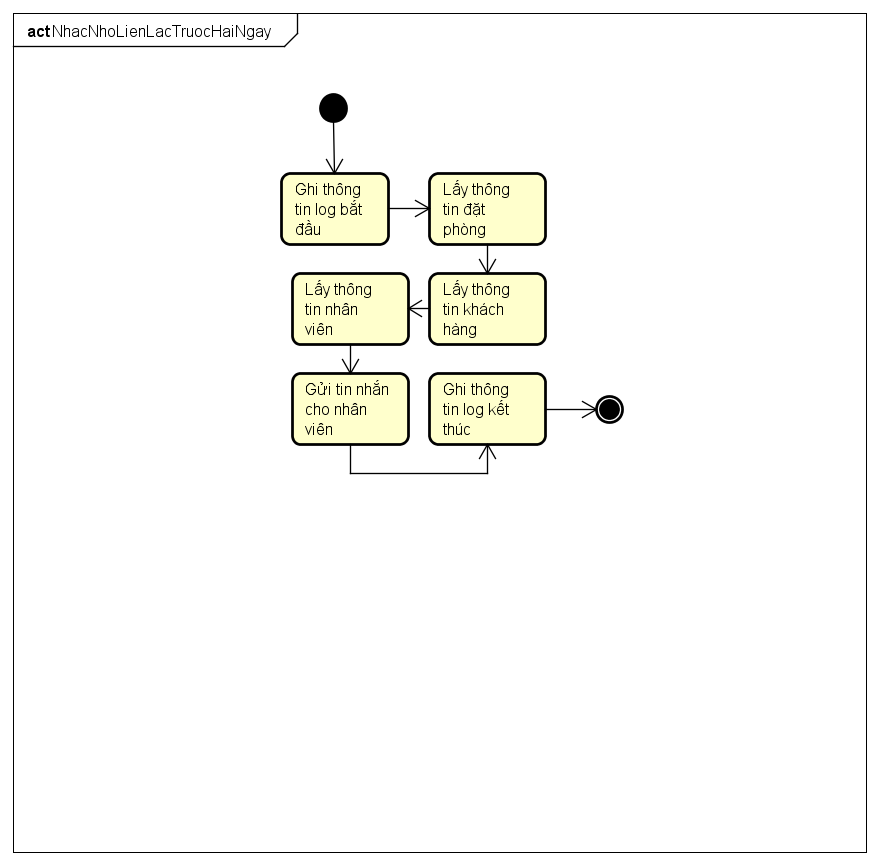 act NhacNhoLienLacTruocHaiNgay
Ghi thông
tin log bắt
đầu
Lấy thông
tin đặt
phòng
Lấy thông
tin nhân
viên
Lấy thông
tin khách
hàng
Gửi tin nhắn
cho nhân
viên
Ghi thông
tin log kết
thúc